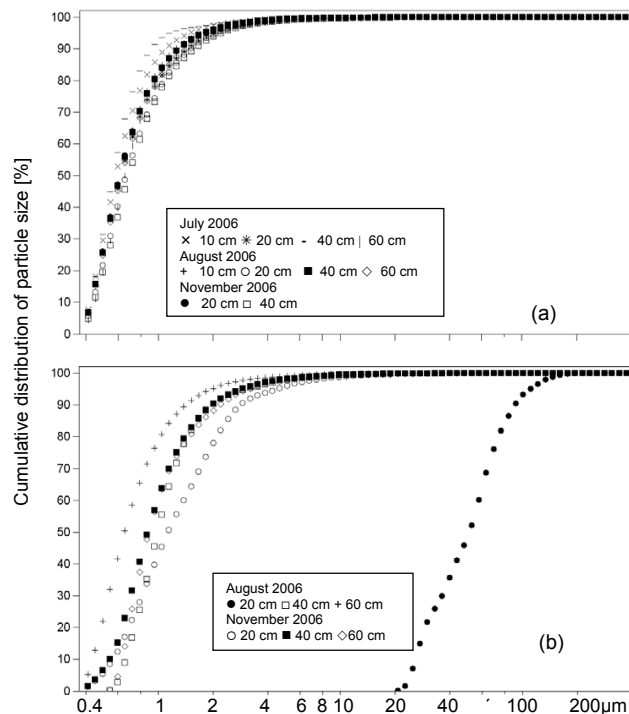 100
90
80
70
60
50
40
30
20
10
0
Cumulative distribution of particle size [%]
July 2006
× 10 cm ✳ 20 cm - 40 cm | 60 cm
August 2006
+ 10 cm ○ 20 cm ■ 40 cm ◇ 60 cm
November 2006
● 20 cm □ 40 cm
(a)
100
90
80
70
60
50
40
30
20
10
0
August 2006
● 20 cm □ 40 cm + 60 cm
November 2006
○ 20 cm ■ 40 cm ◇ 60 cm
(b)
0.4 1 2 4 6 8 10 20 40 100 200µm